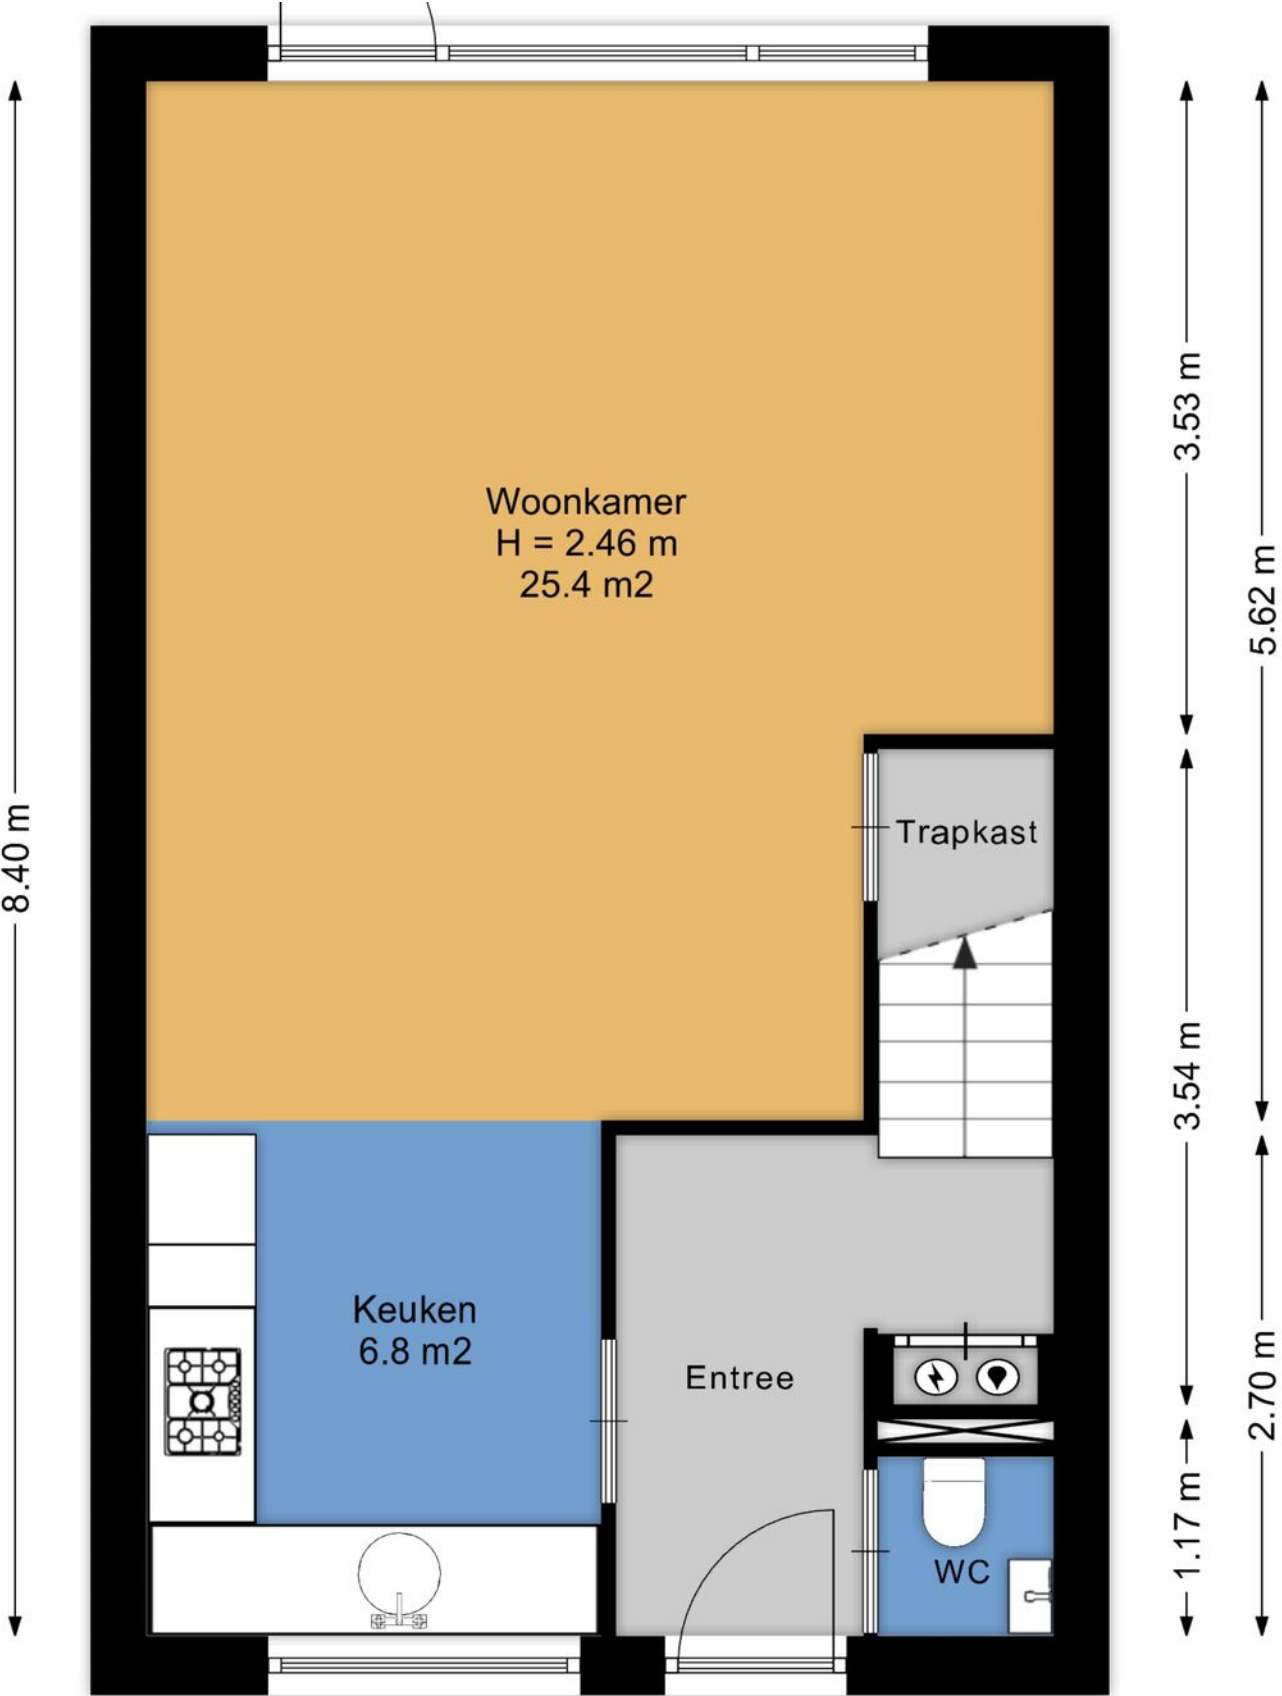 Woonkamer
H = 2.46 m
25.4 m2
3.53 m
5.62 m
8.40 m
Trapkast
3.54 m
Keuken
6.8 m2
Entree
2.70 m
1.17 m
WC